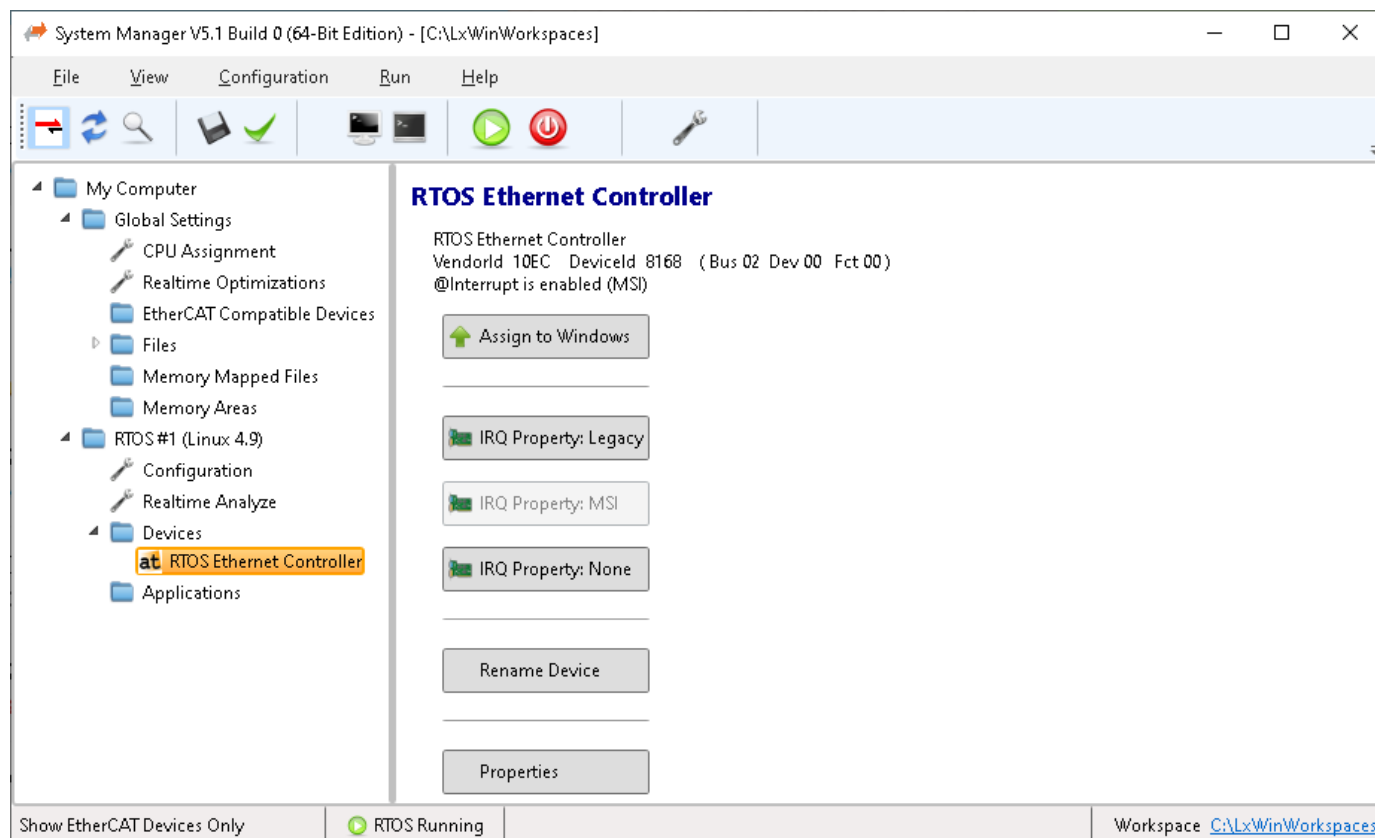 System Manager V5.1 Build 0 (64-Bit Edition) - [C:\LxWinWorkspaces]
File View Configuration Run Help
My Computer
Global Settings
CPU Assignment
Realtime Optimizations
EtherCAT Compatible Devices
Files
Memory Mapped Files
Memory Areas
RTOS #1 (Linux 4.9)
Configuration
Realtime Analyze
Devices
at RTOS Ethernet Controller
Applications
RTOS Ethernet Controller
RTOS Ethernet Controller
VendorId 10EC DeviceId 8168 ( Bus 02 Dev 00 Fct 00 )
@Interrupt is enabled (MSI)
Assign to Windows
IRQ Property: Legacy
IRQ Property: MSI
IRQ Property: None
Rename Device
Properties
Show EtherCAT Devices Only RTOS Running Workspace C:\LxWinWorkspaces